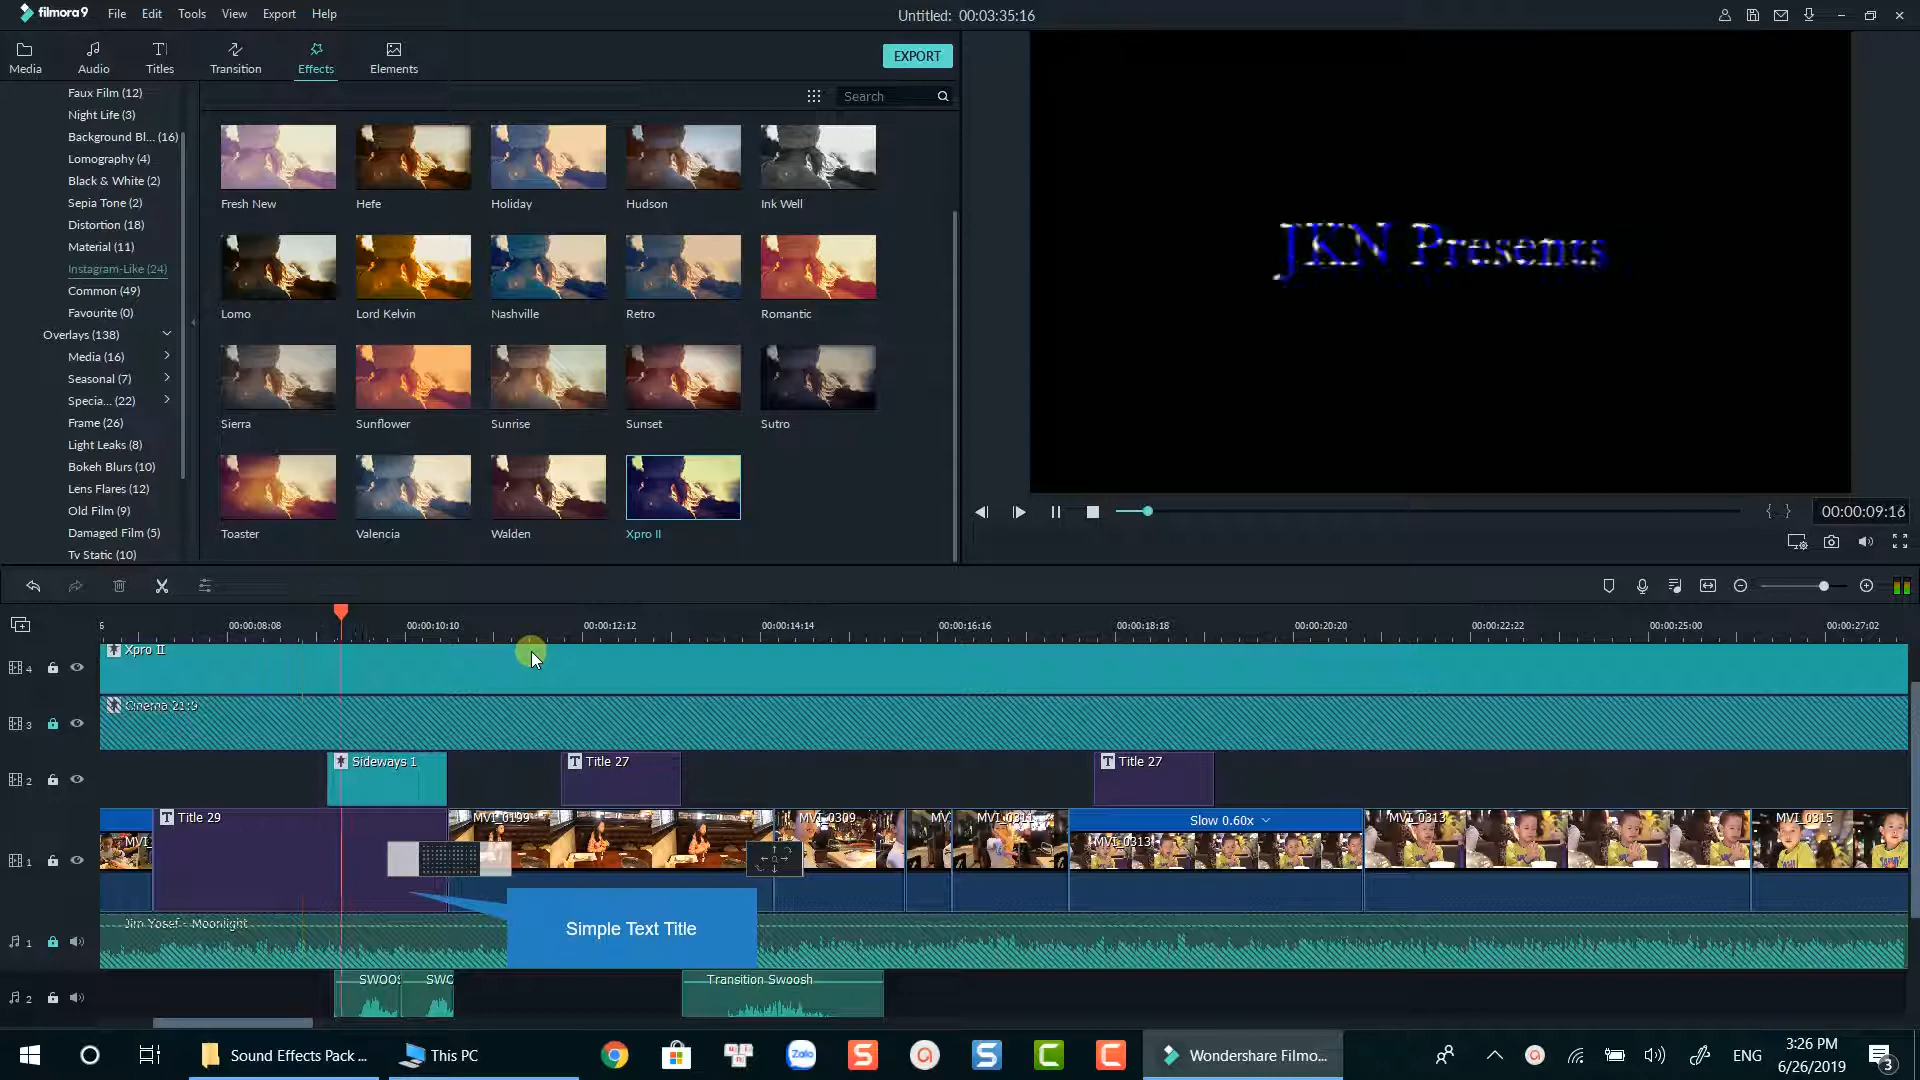 filmora9
File
Edit
Tools
View
Export
Help
Untitled: 00:03:35:16
Media
Audio
Titles
Transition
Effects
Elements
EXPORT
Search
Faux Film (12)
Night Life (3)
Background Bl... (16)
Lomography (4)
Black & White (2)
Sepia Tone (2)
Distortion (18)
Material (11)
Instagram-Like (24)
Common (49)
Favourite (0)
Overlays (138)
Media (16)
Seasonal (7)
Specia... (22)
Frame (26)
Light Leaks (8)
Bokeh Blurs (10)
Lens Flares (12)
Old Film (9)
Damaged Film (5)
Tv Static (10)
Fresh New
Hefe
Holiday
Hudson
Ink Well
Lomo
Lord Kelvin
Nashville
Retro
Romantic
Sierra
Sunflower
Sunrise
Sunset
Sutro
Toaster
Valencia
Walden
Xpro II
JKN Presents
00:00:09:16
6
00:00:08:08
00:00:10:10
00:00:12:12
00:00:14:14
00:00:16:16
00:00:18:18
00:00:20:20
00:00:22:22
00:00:25:00
00:00:27:02
4
Xpro II
3
Cinema 21:9
2
Sideways 1
Title 27
Title 27
1
MVI
Title 29
MVI_0199
MVI_0309
MV
MVI_0311
Slow 0.60x
MVI_0313
MVI_0313
MVI_0315
Simple Text Title
1
Jim Yosef - Moonlight
2
SWOOS
SWO
Transition Swoosh
Sound Effects Pack ...
This PC
Zalo
Wondershare Filmo...
ENG
3:26 PM
6/26/2019
3